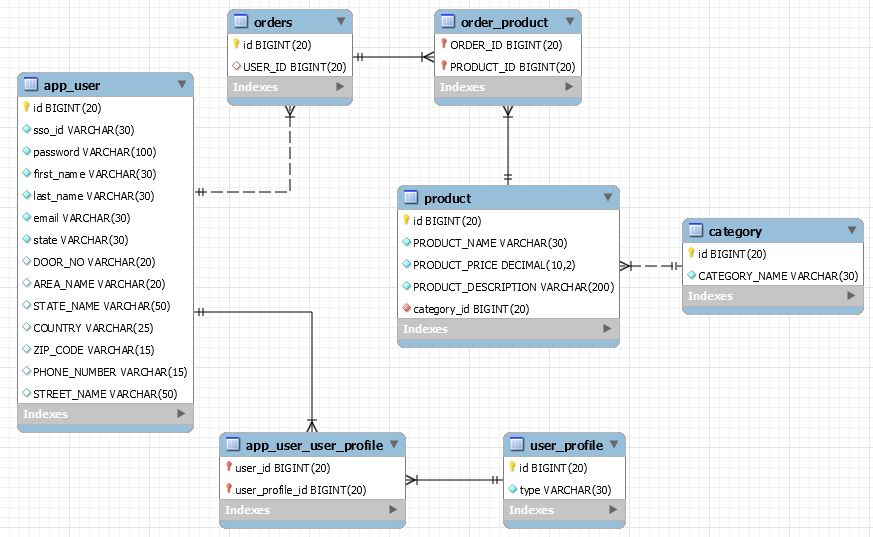 orders
id BIGINT(20)
USER_ID BIGINT(20)
Indexes
order_product
ORDER_ID BIGINT(20)
PRODUCT_ID BIGINT(20)
Indexes
app_user
id BIGINT(20)
sso_id VARCHAR(30)
password VARCHAR(100)
first_name VARCHAR(30)
last_name VARCHAR(30)
email VARCHAR(30)
state VARCHAR(30)
DOOR_NO VARCHAR(20)
AREA_NAME VARCHAR(20)
STATE_NAME VARCHAR(50)
COUNTRY VARCHAR(25)
ZIP_CODE VARCHAR(15)
PHONE_NUMBER VARCHAR(15)
STREET_NAME VARCHAR(50)
Indexes
product
id BIGINT(20)
PRODUCT_NAME VARCHAR(30)
PRODUCT_PRICE DECIMAL(10,2)
PRODUCT_DESCRIPTION VARCHAR(200)
category_id BIGINT(20)
Indexes
category
id BIGINT(20)
CATEGORY_NAME VARCHAR(30)
Indexes
app_user_user_profile
user_id BIGINT(20)
user_profile_id BIGINT(20)
Indexes
user_profile
id BIGINT(20)
type VARCHAR(30)
Indexes